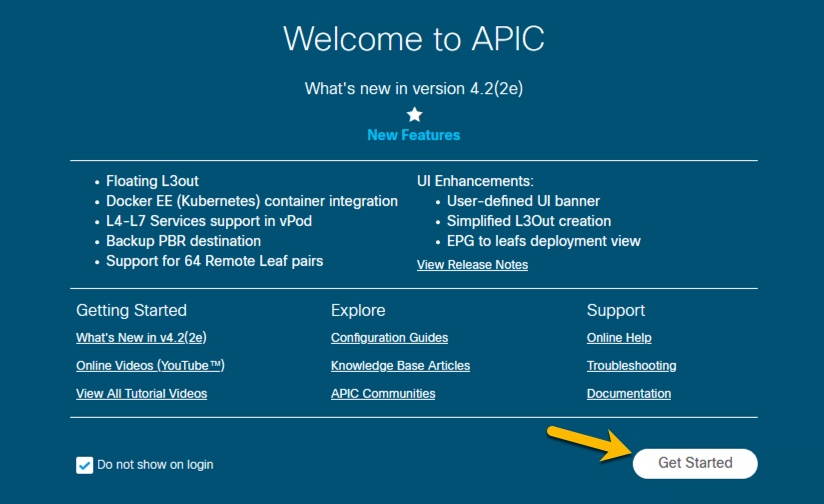 Welcome to APIC
What's new in version 4.2(2e)
New Features
• Floating L3out
• Docker EE (Kubernetes) container integration
• L4-L7 Services support in vPod
• Backup PBR destination
• Support for 64 Remote Leaf pairs
UI Enhancements:
• User-defined UI banner
• Simplified L3Out creation
• EPG to leafs deployment view
View Release Notes
Getting Started
What's New in v4.2(2e)
Online Videos (YouTube™)
View All Tutorial Videos
Explore
Configuration Guides
Knowledge Base Articles
APIC Communities
Support
Online Help
Troubleshooting
Documentation
Do not show on login
Get Started